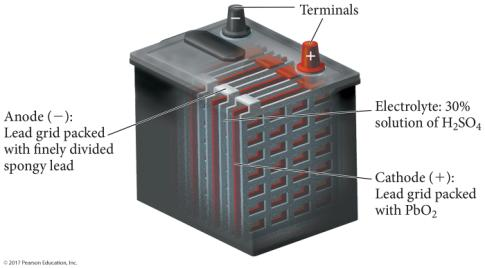 Terminals
−
+
Anode (−):
Lead grid packed
with finely divided
spongy lead
Electrolyte: 30%
solution of H₂SO₄
Cathode (+):
Lead grid packed
with PbO₂
© 2017 Pearson Education, Inc.